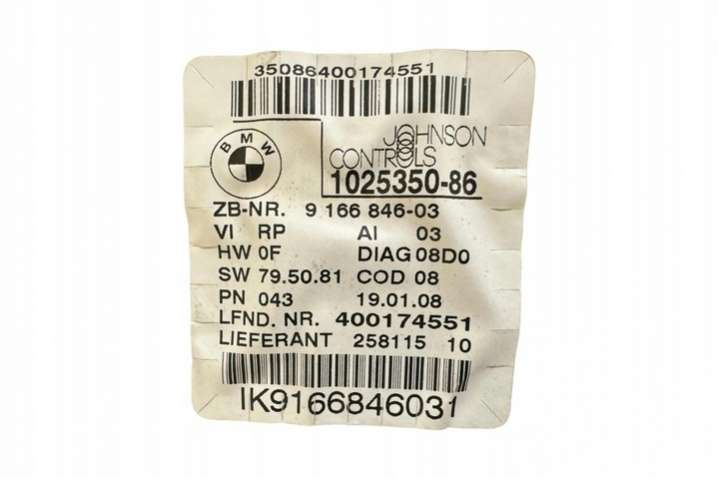 35086400174551
BMW
JOHNSON
CONTROLS
1025350-86
ZB-NR. 9 166 846-03
VI RP AI 03
HW 0F DIAG 08D0
SW 79.50.81 COD 08
PN 043 19.01.08
LFND. NR. 400174551
LIEFERANT 258115 10
IK9166846031